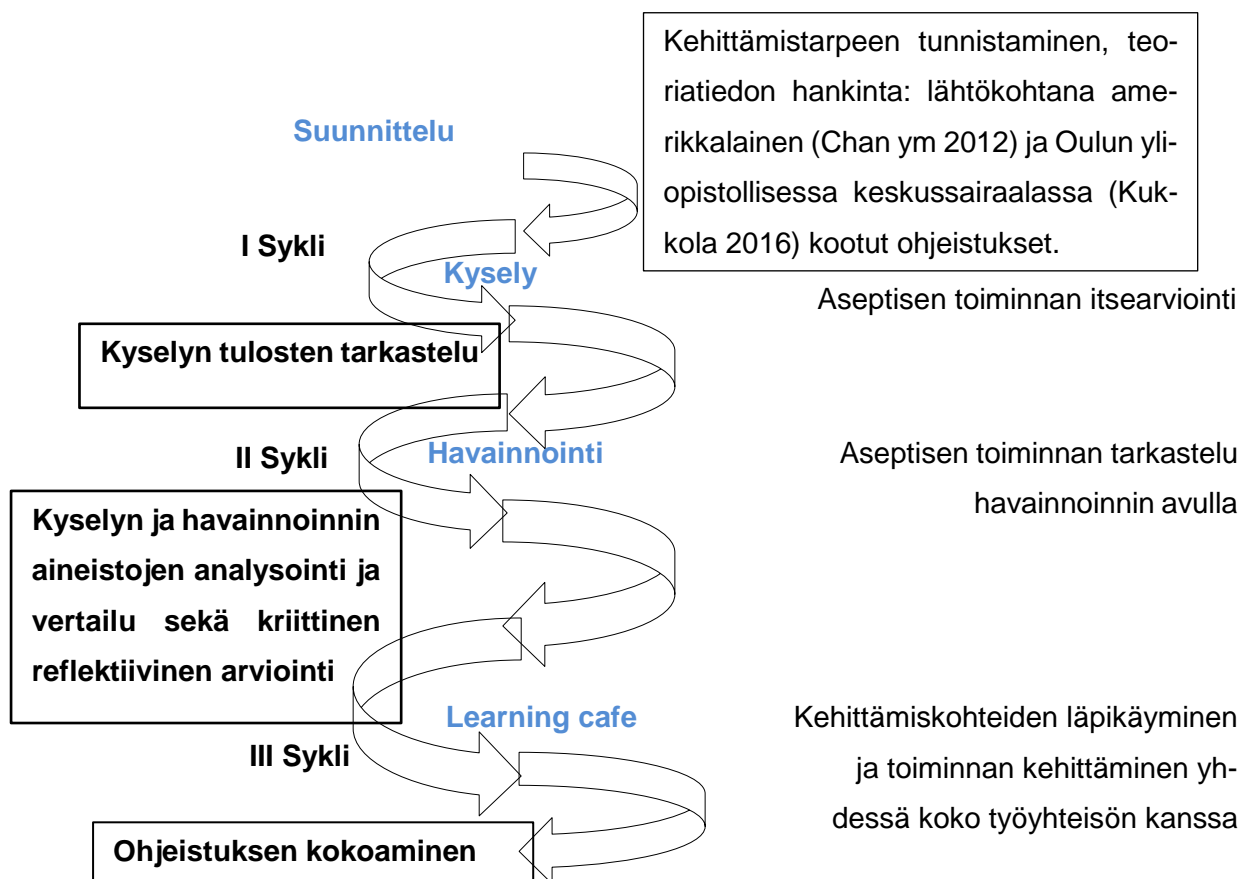 Kehittämistarpeen tunnistaminen, teo-
riatiedon hankinta: lähtökohtana ame-
rikkalainen (Chan ym 2012) ja Oulun yli-
opistollisessa keskussairaalassa (Kuk-
kola 2016) kootut ohjeistukset.
Suunnittelu
I Sykli
Kysely
Aseptisen toiminnan itsearviointi
Kyselyn tulosten tarkastelu
II Sykli
Havainnointi
Aseptisen toiminnan tarkastelu
havainnoinnin avulla
Kyselyn ja havainnoinnin
aineistojen analysointi ja
vertailu sekä kriittinen
reflektiivinen arviointi
Learning cafe
Kehittämiskohteiden läpikäyminen
ja toiminnan kehittäminen yh-
dessä koko työyhteisön kanssa
III Sykli
Ohjeistuksen kokoaminen